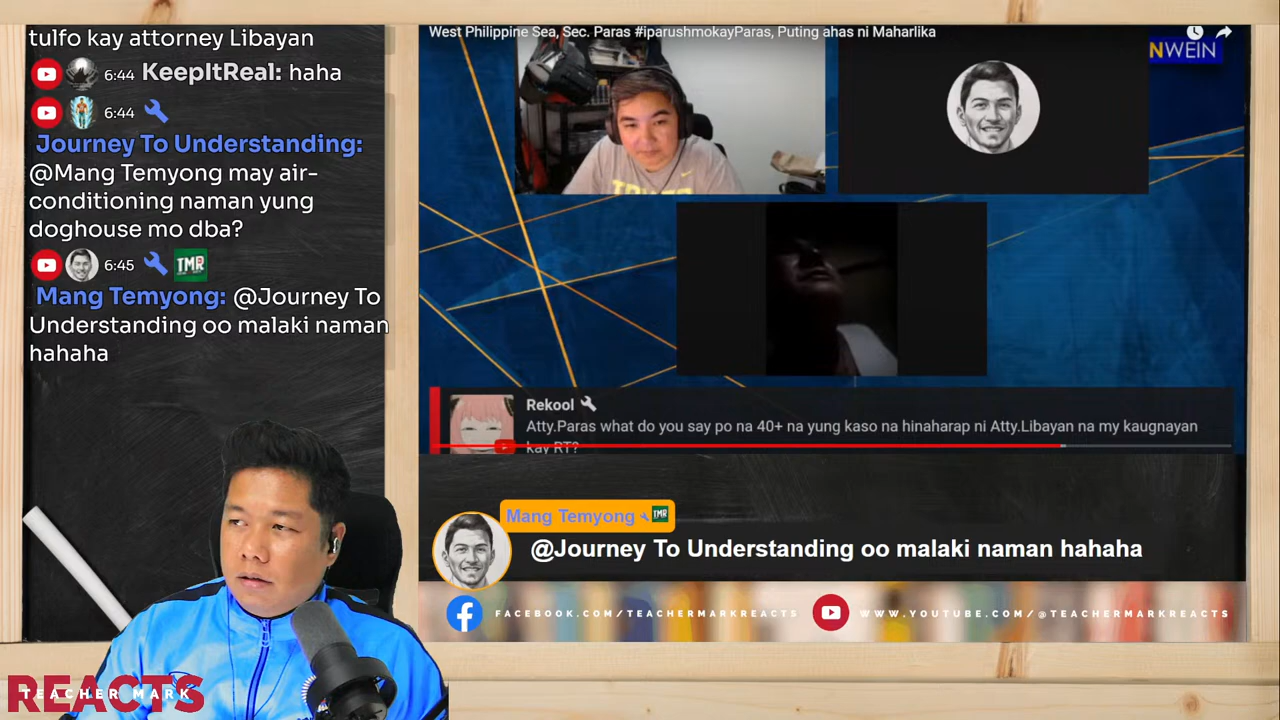 tulfo kay attorney Libayan
6:44 KeepItReal: haha
6:44
Journey To Understanding:
@Mang Temyong may air-
conditioning naman yung
doghouse mo dba?
6:45 TMR
Mang Temyong: @Journey To
Understanding oo malaki naman
hahaha
West Philippine Sea, Sec. Paras #iparushmokayParas, Puting ahas ni Maharlika
NWEIN
Rekool
Atty.Paras what do you say po na 40+ na yung kaso na hinaharap ni Atty.Libayan na my kaugnayan
kay RT?
Mang Temyong TMR
@Journey To Understanding oo malaki naman hahaha
FACEBOOK.COM/TEACHERMARKREACTS
WWW.YOUTUBE.COM/@TEACHERMARKREACTS
TEACHER MARK
REACTS